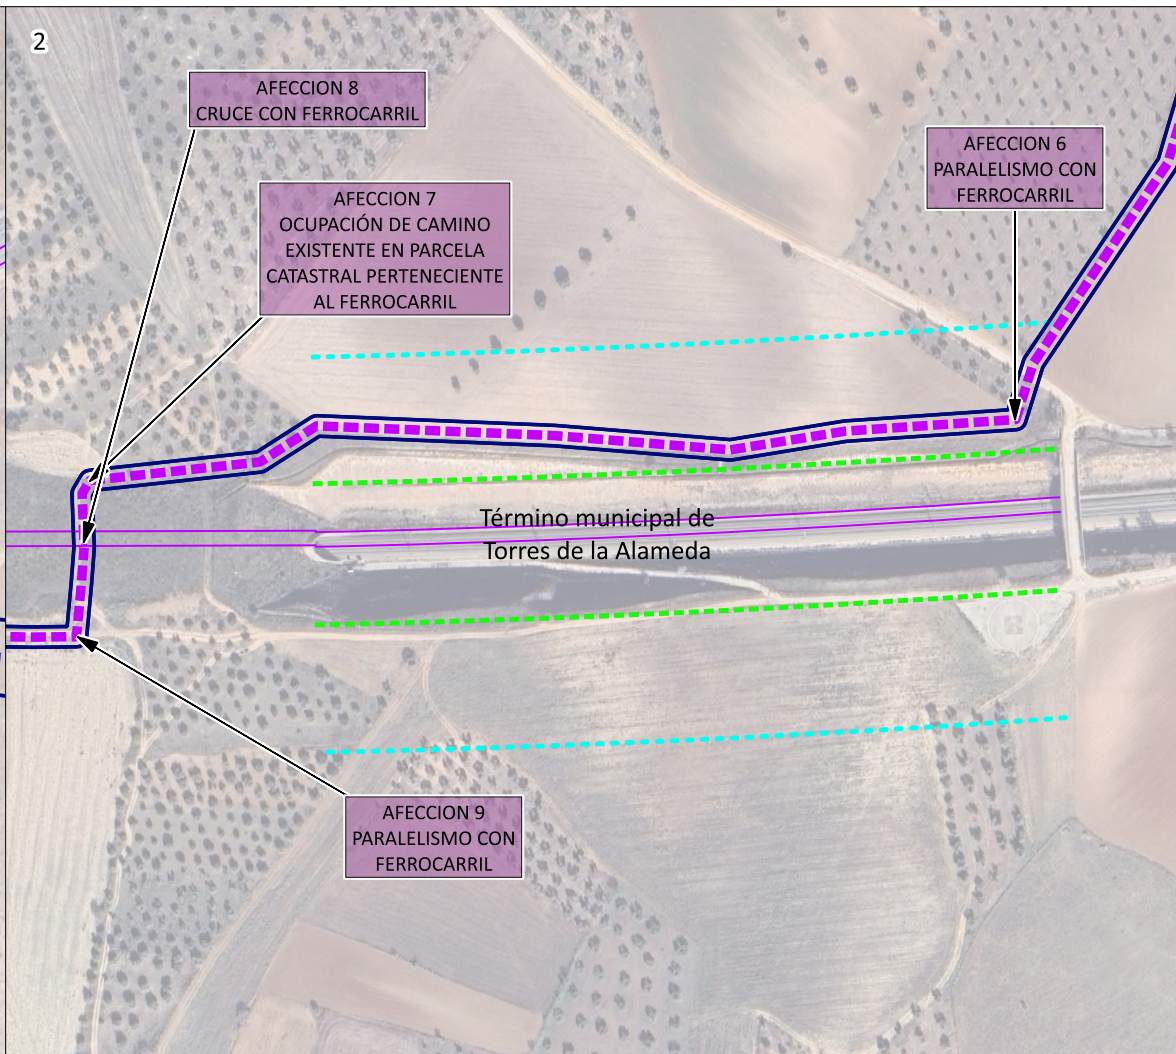 2
AFECCION 8
CRUCE CON FERROCARRIL
AFECCION 6
PARALELISMO CON
FERROCARRIL
AFECCION 7
OCUPACIÓN DE CAMINO
EXISTENTE EN PARCELA
CATASTRAL PERTENECIENTE
AL FERROCARRIL
Término municipal de
Torres de la Alameda
AFECCION 9
PARALELISMO CON
FERROCARRIL